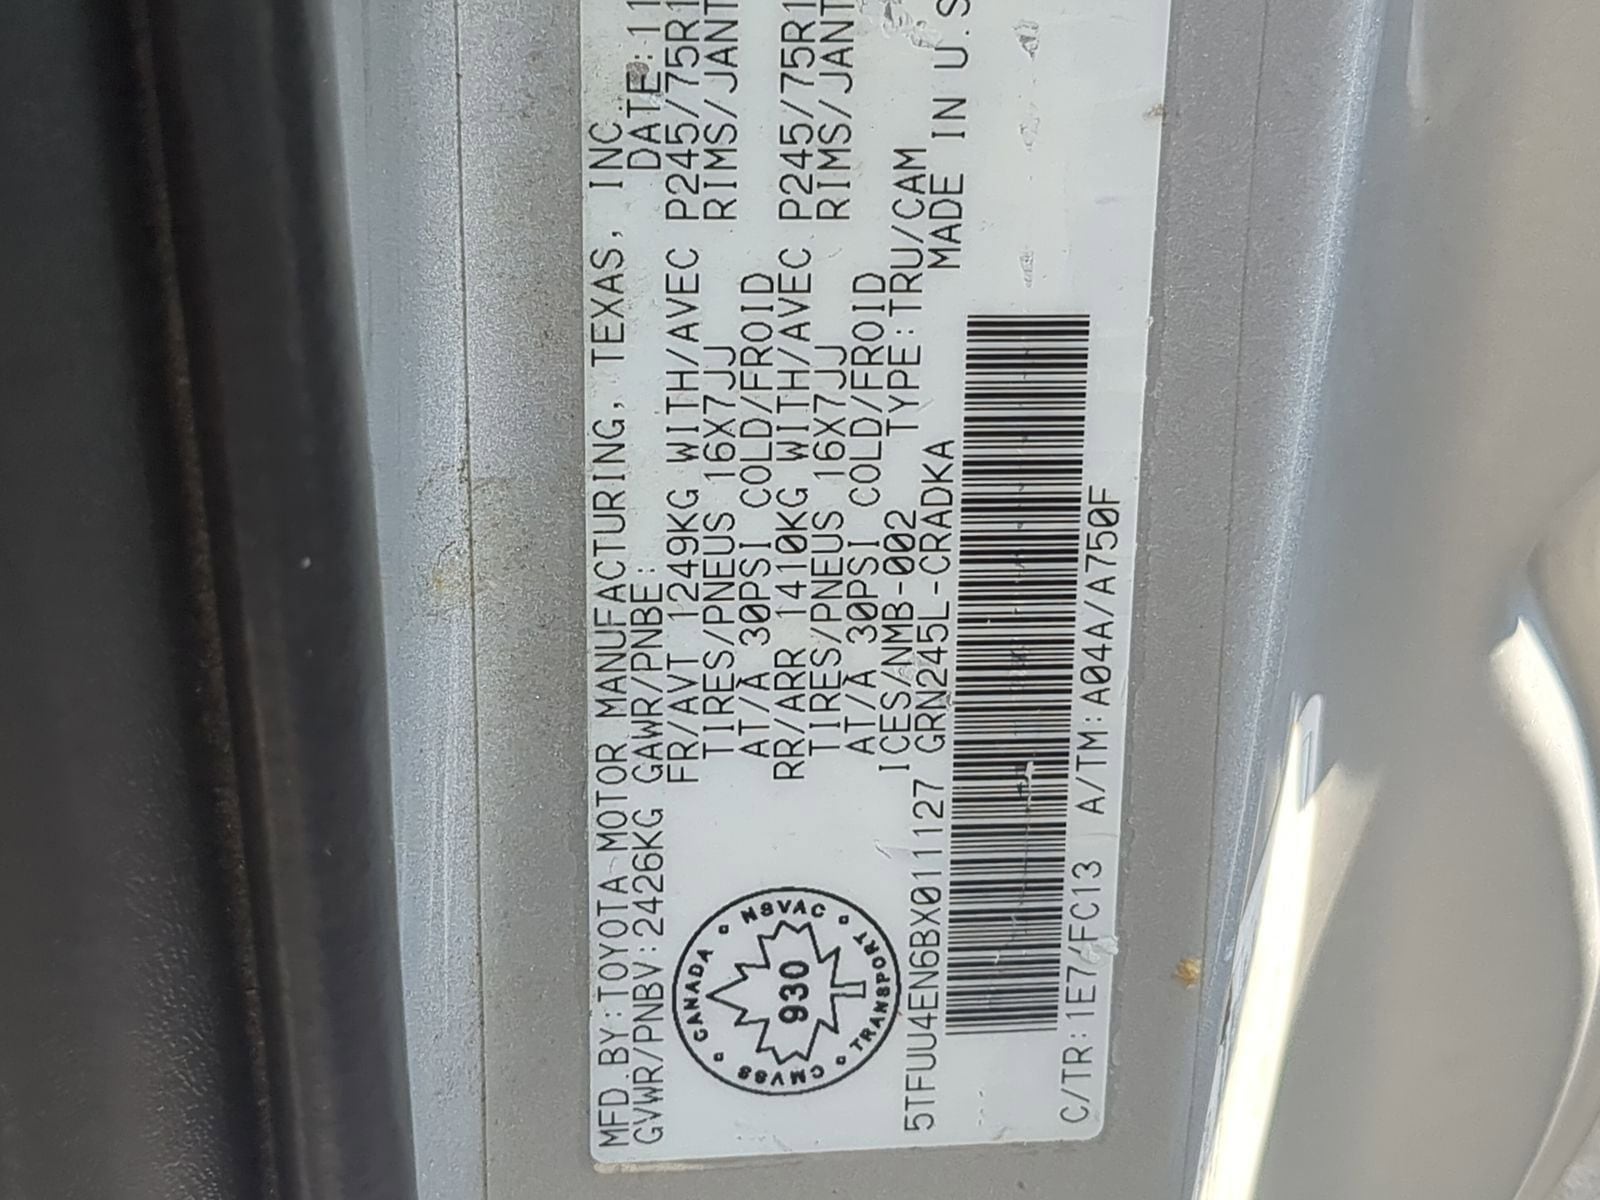 MFD.BY:TOYOTA MOTOR MANUFACTURING, TEXAS, INC
GVWR/PNBV:2426KG GAWR/PNBE: DATE:11
FR/AVT 1249KG WITH/AVEC P245/75R1
TIRES/PNEUS 16X7JJ RIMS/JANT
AT/À 30PSI COLD/FROID
RR/ARR 1410KG WITH/AVEC P245/75R1
TIRES/PNEUS 16X7JJ RIMS/JANT
AT/À 30PSI COLD/FROID
ICES/NMB-002 TYPE:TRU/CAM
5TFUU4EN6BX011127 GRN245L-CRADKA MADE IN U.S
C/TR:1E7/FC13 A/TM:A04A/A750F
CANADA NSVAC
930
CMVSS TRANSPORT